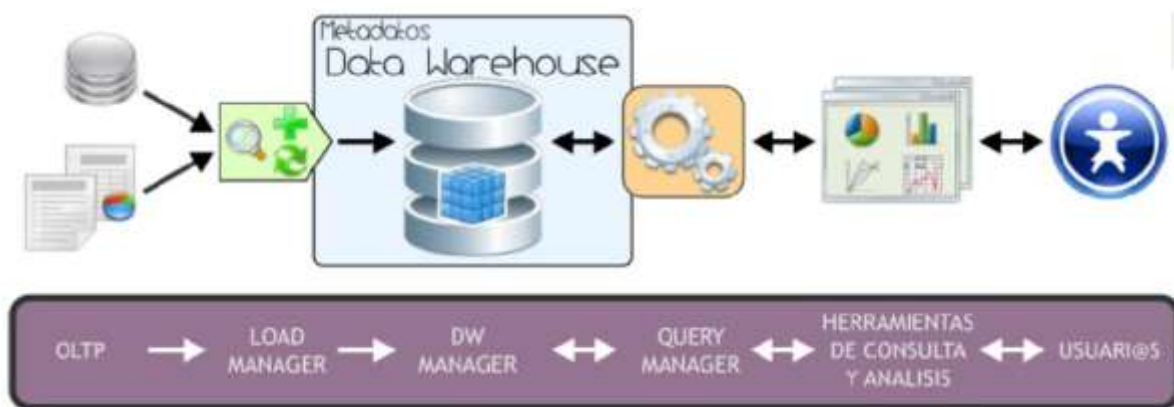 Metadatos
Data Warehouse
OLTP
LOAD
MANAGER
DW
MANAGER
QUERY
MANAGER
HERRAMIENTAS
DE CONSULTA
Y ANALISIS
USUARI@S